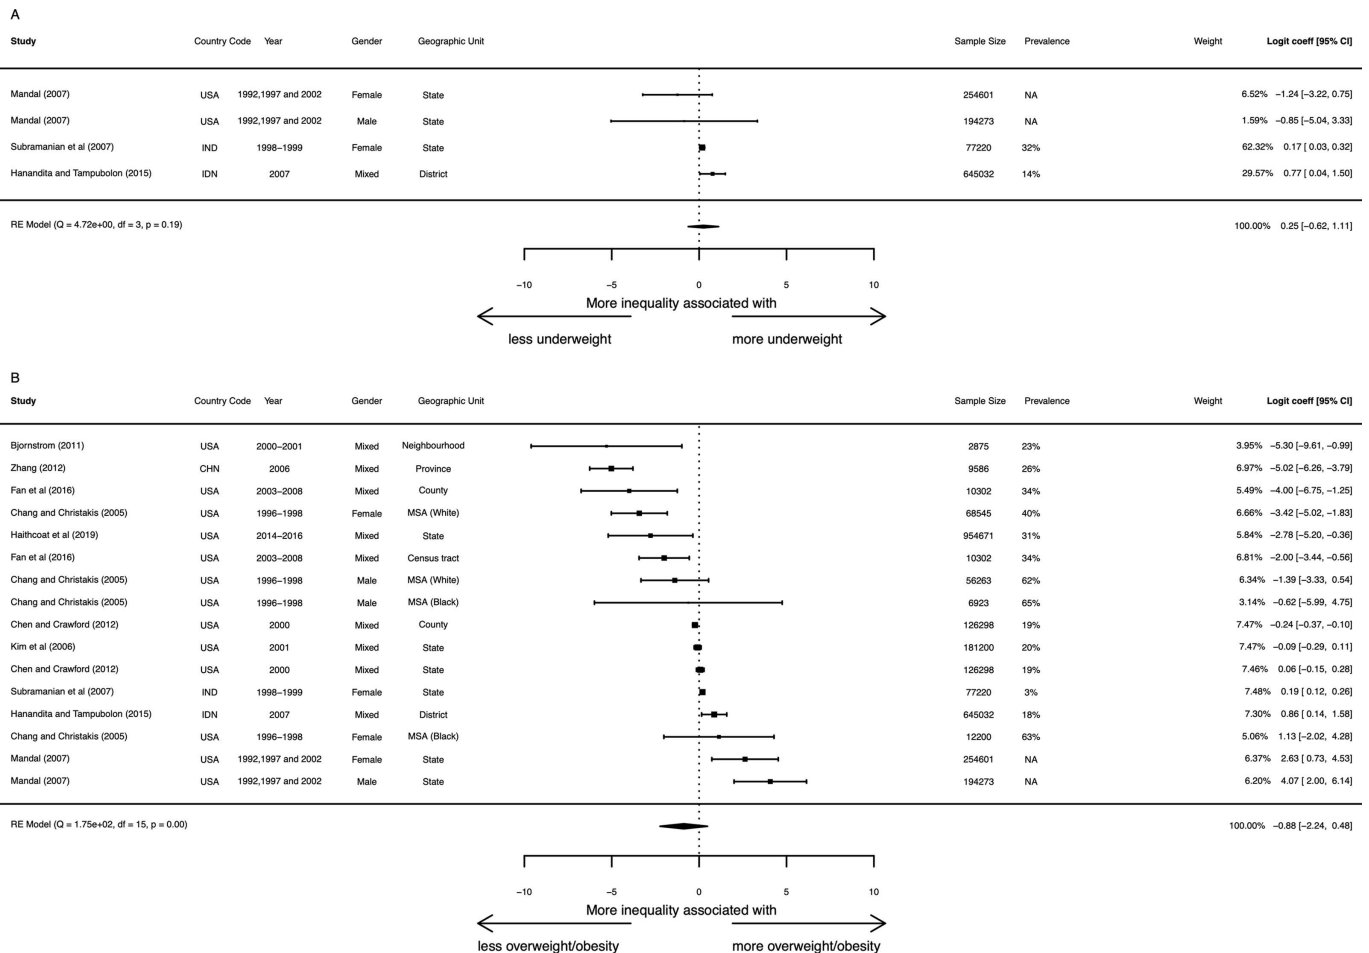 A
Study Country Code Year Gender Geographic Unit Sample Size Prevalence Weight Logit coeff [95% CI]
Mandal (2007) USA 1992,1997 and 2002 Female State 254601 NA 6.52% −1.24 [−3.22, 0.75]
Mandal (2007) USA 1992,1997 and 2002 Male State 194273 NA 1.59% −0.85 [−5.04, 3.33]
Subramanian et al (2007) IND 1998−1999 Female State 77220 32% 62.32% 0.17 [ 0.03, 0.32]
Hanandita and Tampubolon (2015) IDN 2007 Mixed District 645032 14% 29.57% 0.77 [ 0.04, 1.50]
RE Model (Q = 4.72e+00, df = 3, p = 0.19) 100.00% 0.25 [−0.62, 1.11]
−10 −5 0 5 10
More inequality associated with
less underweight more underweight
B
Study Country Code Year Gender Geographic Unit Sample Size Prevalence Weight Logit coeff [95% CI]
Bjornstrom (2011) USA 2000−2001 Mixed Neighbourhood 2875 23% 3.95% −5.30 [−9.61, −0.99]
Zhang (2012) CHN 2006 Mixed Province 9586 26% 6.97% −5.02 [−6.26, −3.79]
Fan et al (2016) USA 2003−2008 Mixed County 10302 34% 5.49% −4.00 [−6.75, −1.25]
Chang and Christakis (2005) USA 1996−1998 Female MSA (White) 68545 40% 6.66% −3.42 [−5.02, −1.83]
Haithcoat et al (2019) USA 2014−2016 Mixed State 954671 31% 5.84% −2.78 [−5.20, −0.36]
Fan et al (2016) USA 2003−2008 Mixed Census tract 10302 34% 6.81% −2.00 [−3.44, −0.56]
Chang and Christakis (2005) USA 1996−1998 Male MSA (White) 56263 62% 6.34% −1.39 [−3.33, 0.54]
Chang and Christakis (2005) USA 1996−1998 Male MSA (Black) 6923 65% 3.14% −0.62 [−5.99, 4.75]
Chen and Crawford (2012) USA 2000 Mixed County 126298 19% 7.47% −0.24 [−0.37, −0.10]
Kim et al (2006) USA 2001 Mixed State 181200 20% 7.47% −0.09 [−0.29, 0.11]
Chen and Crawford (2012) USA 2000 Mixed State 126298 19% 7.46% 0.06 [−0.15, 0.28]
Subramanian et al (2007) IND 1998−1999 Female State 77220 3% 7.48% 0.19 [ 0.12, 0.26]
Hanandita and Tampubolon (2015) IDN 2007 Mixed District 645032 18% 7.30% 0.86 [ 0.14, 1.58]
Chang and Christakis (2005) USA 1996−1998 Female MSA (Black) 12200 63% 5.06% 1.13 [−2.02, 4.28]
Mandal (2007) USA 1992,1997 and 2002 Female State 254601 NA 6.37% 2.63 [ 0.73, 4.53]
Mandal (2007) USA 1992,1997 and 2002 Male State 194273 NA 6.20% 4.07 [ 2.00, 6.14]
RE Model (Q = 1.75e+02, df = 15, p = 0.00) 100.00% −0.88 [−2.24, 0.48]
−10 −5 0 5 10
More inequality associated with
less overweight/obesity more overweight/obesity